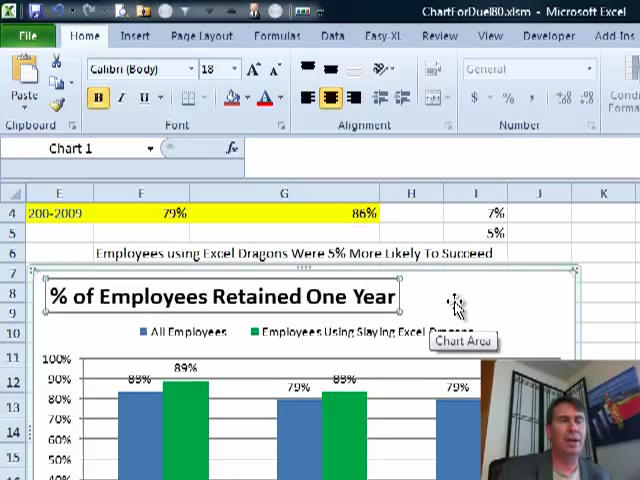 ChartForDuel80.xlsm - Microsoft Excel
File Home Insert Page Layout Formulas Data Easy-XL Review View Developer Add-Ins
Calibri (Body) 18 A A General
Paste B I U A $ % ,
Clipboard Font Alignment Number
Chart 1 fx
E F G H I J K
4 200-2009 79% 86% 7%
5 5%
6 Employees using Excel Dragons Were 5% More Likely To Succeed
7
8 % of Employees Retained One Year
9
10 All Employees Employees Using Slaying Excel Dragons
Chart Area
11 100% 89%
12 90% 83% 79% 83% 79%
13 80%
70%
14 60%
15 50%
40%